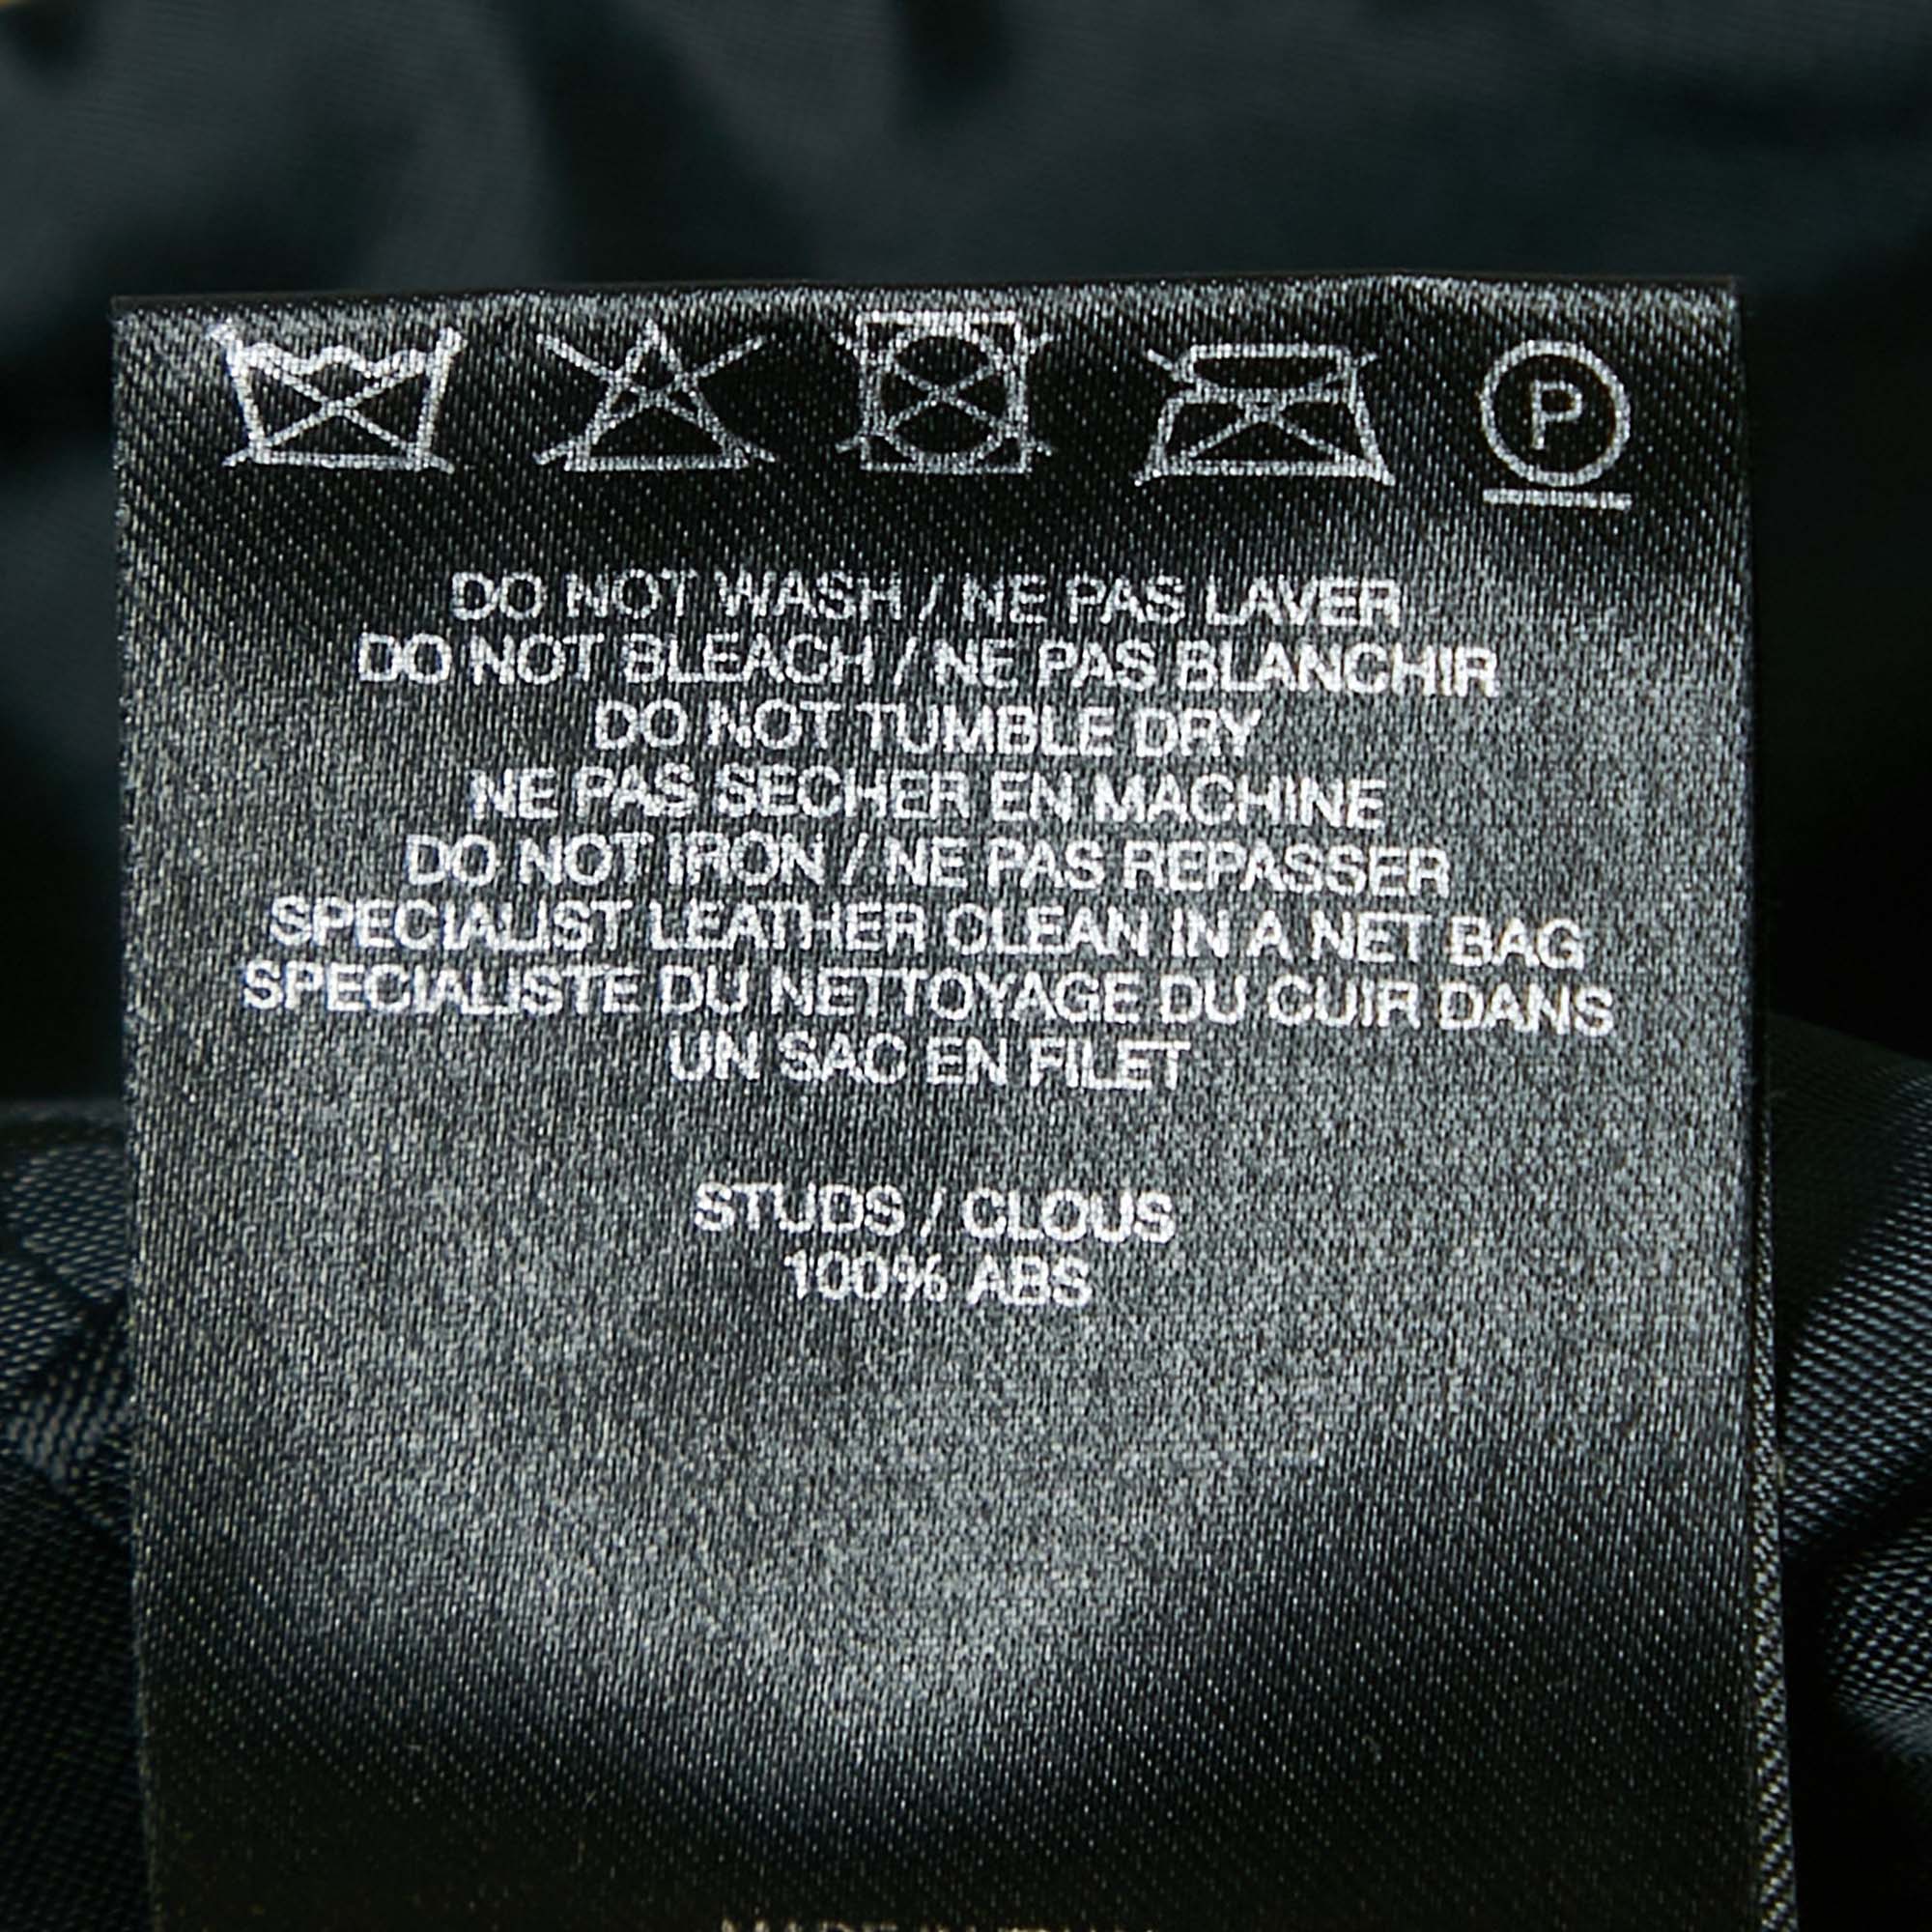 P
DO NOT WASH / NE PAS LAVER
DO NOT BLEACH / NE PAS BLANCHIR
DO NOT TUMBLE DRY
NE PAS SECHER EN MACHINE
DO NOT IRON / NE PAS REPASSER
SPECIALIST LEATHER CLEAN IN A NET BAG
SPECIALISTE DU NETTOYAGE DU CUIR DANS
UN SAC EN FILET
STUDS / CLOUS
100% ABS